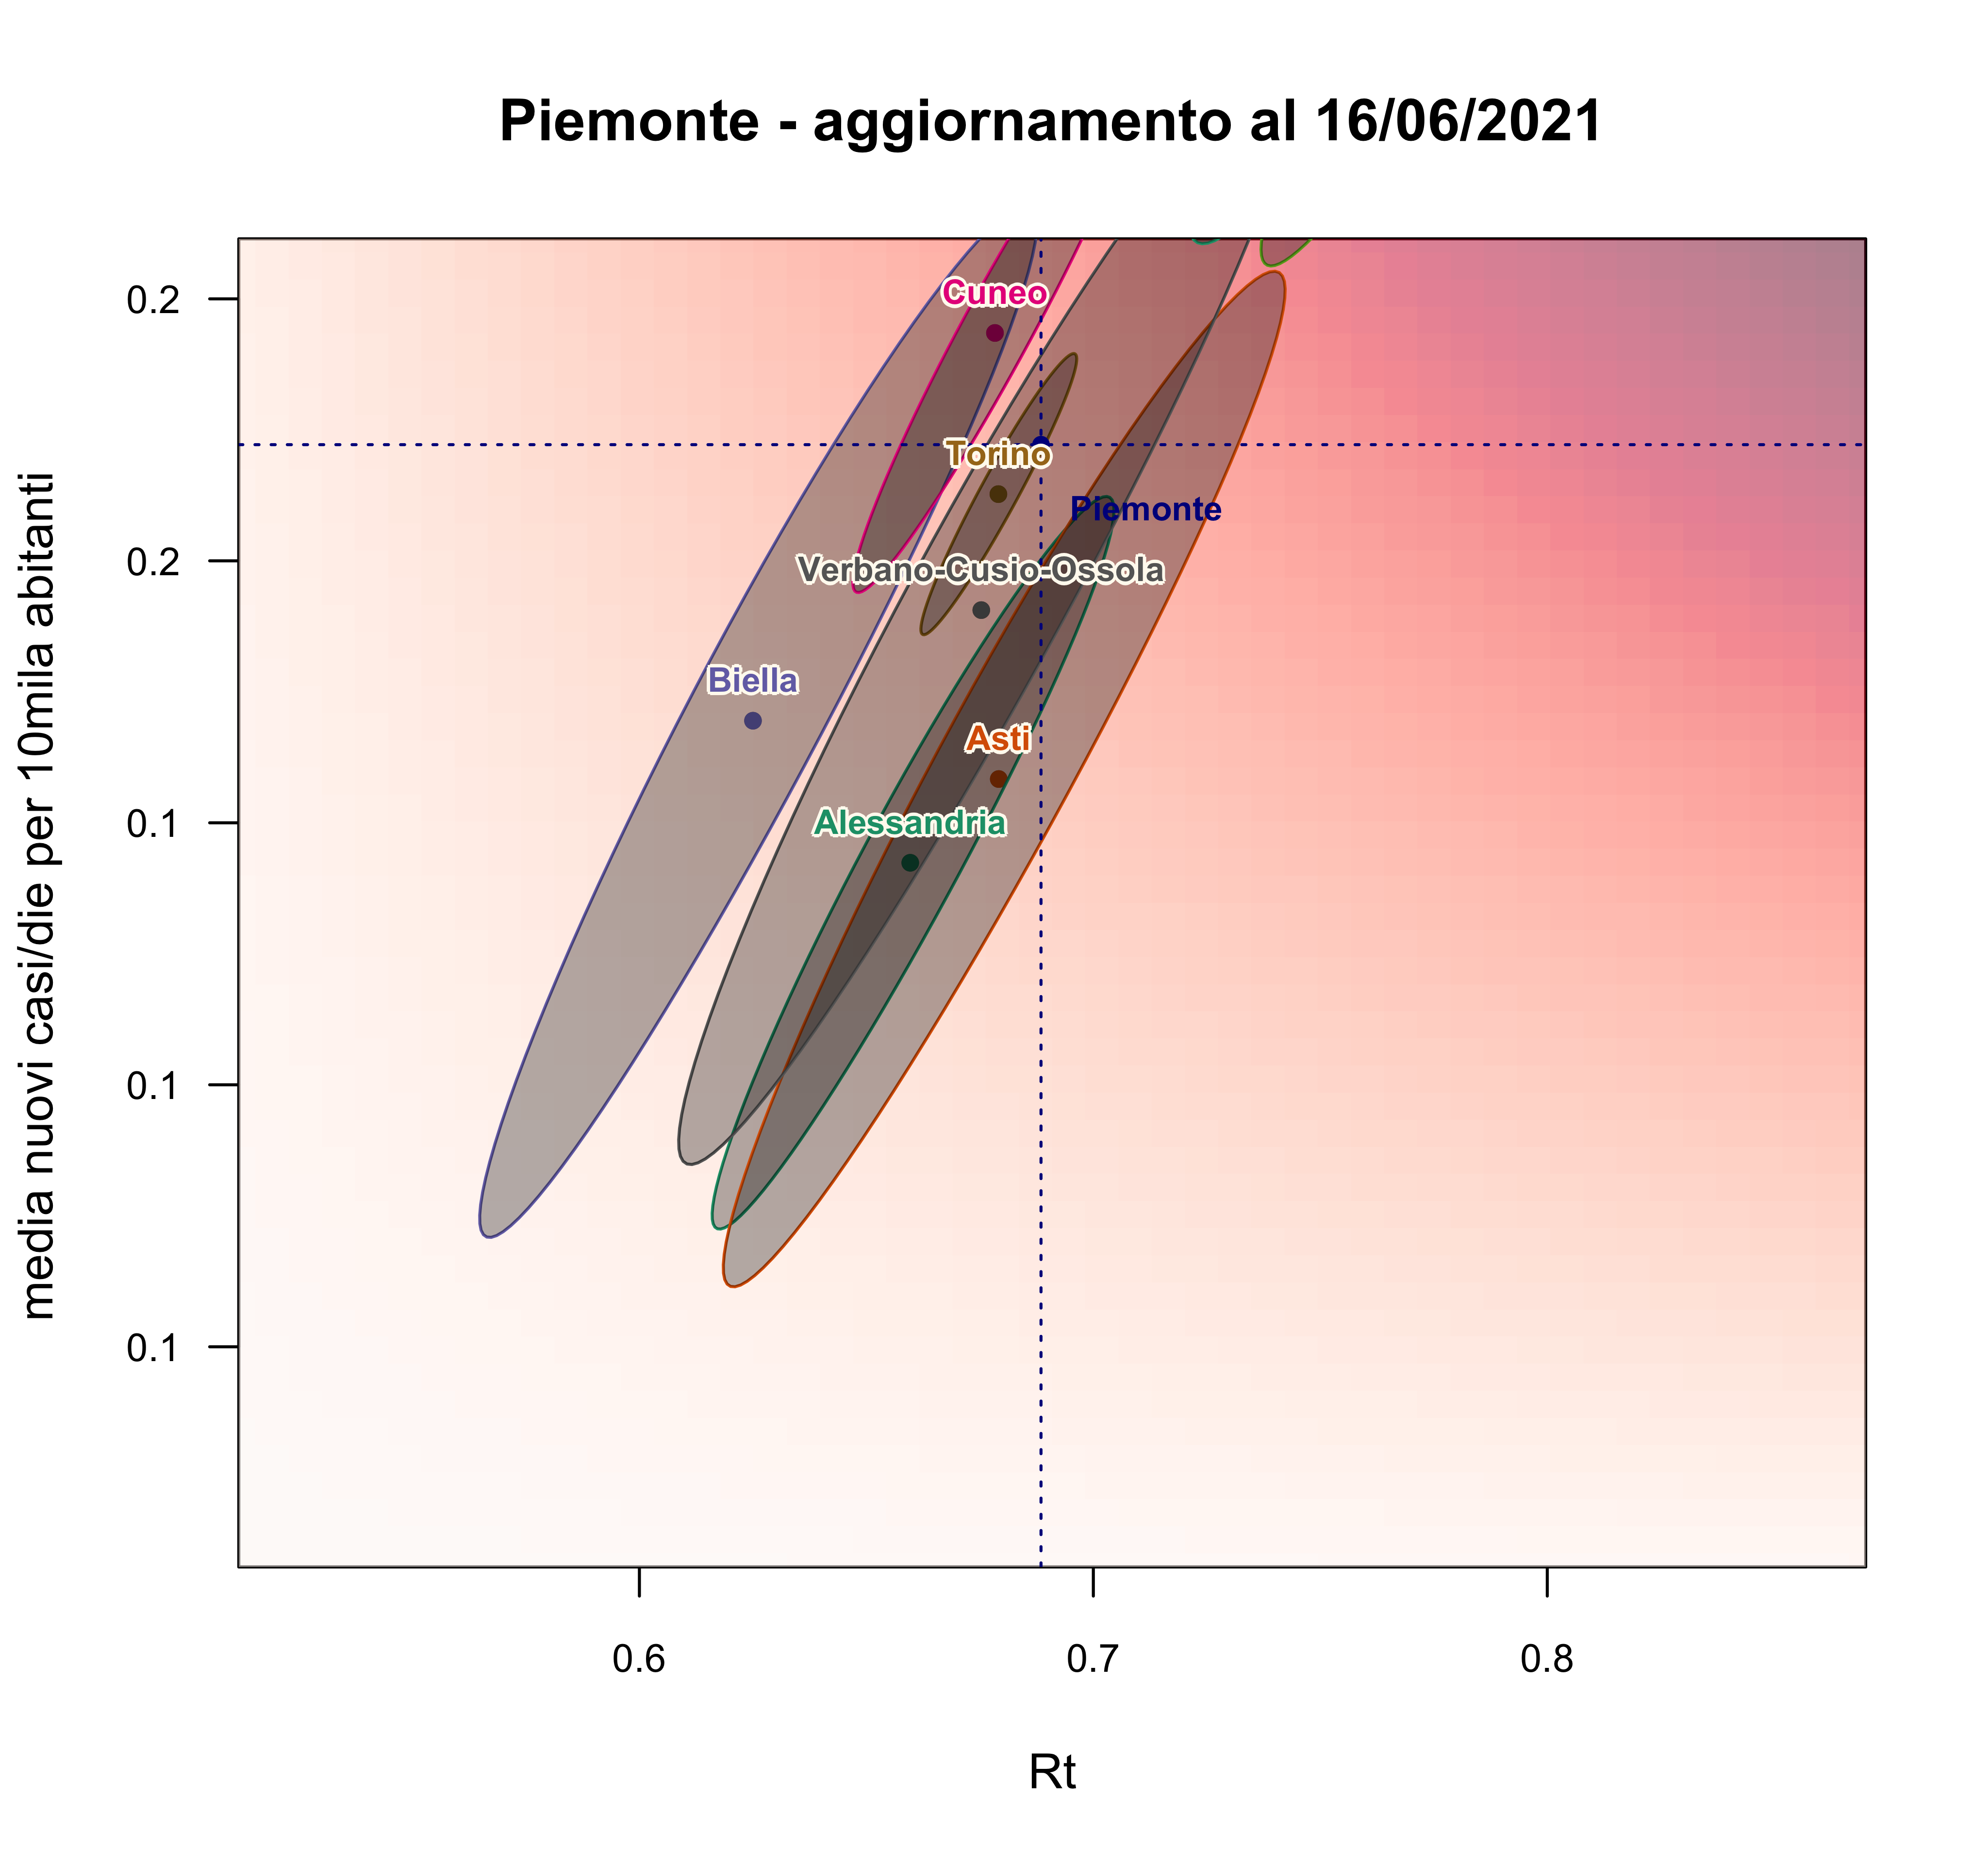 Piemonte - aggiornamento al 16/06/2021
media nuovi casi/die per 10mila abitanti
0.2
0.2
0.1
0.1
0.1
Cuneo
Torino
Piemonte
Verbano-Cusio-Ossola
Biella
Asti
Alessandria
0.6
0.7
0.8
Rt